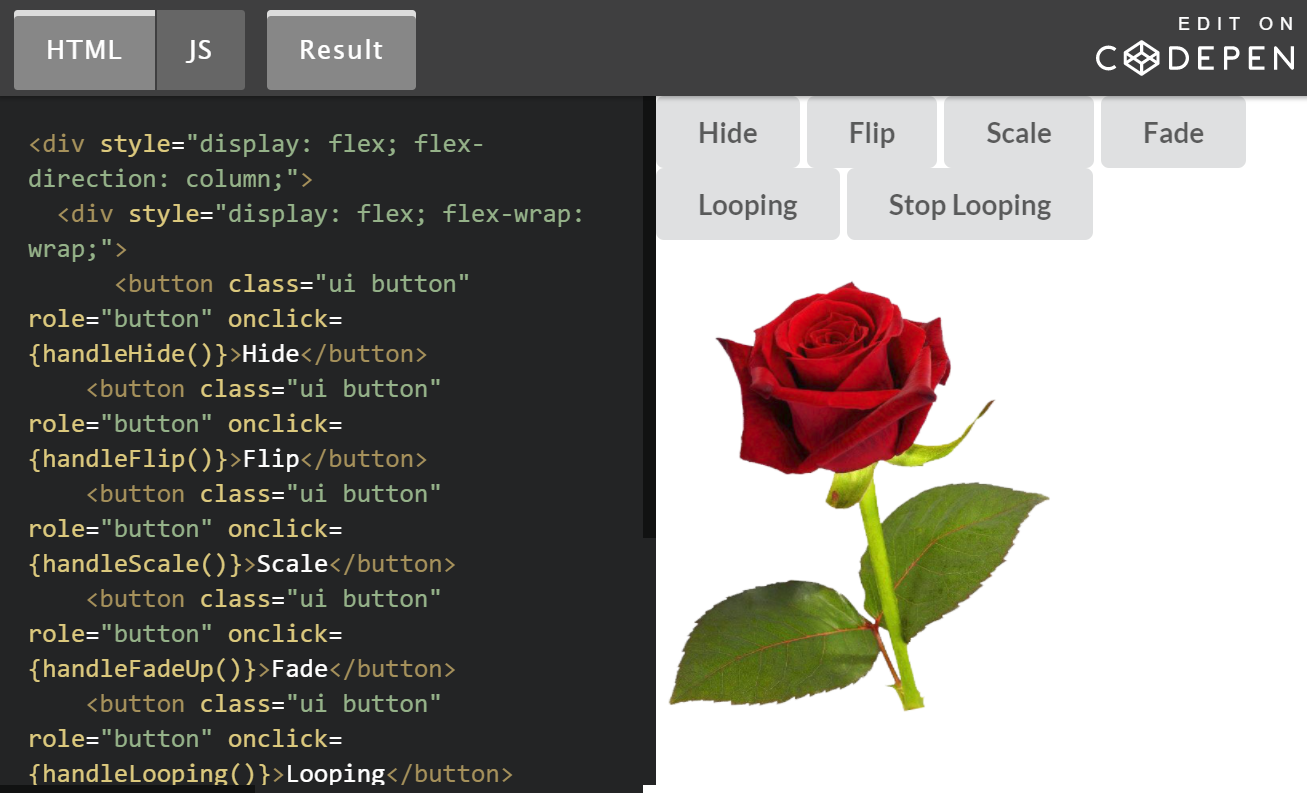 HTML JS Result
EDIT ON
CODEPEN
<div style="display: flex; flex-
direction: column;">
<div style="display: flex; flex-wrap:
wrap;">
<button class="ui button"
role="button" onclick=
{handleHide()}>Hide</button>
<button class="ui button"
role="button" onclick=
{handleFlip()}>Flip</button>
<button class="ui button"
role="button" onclick=
{handleScale()}>Scale</button>
<button class="ui button"
role="button" onclick=
{handleFadeUp()}>Fade</button>
<button class="ui button"
role="button" onclick=
{handleLooping()}>Looping</button>
Hide Flip Scale Fade
Looping Stop Looping